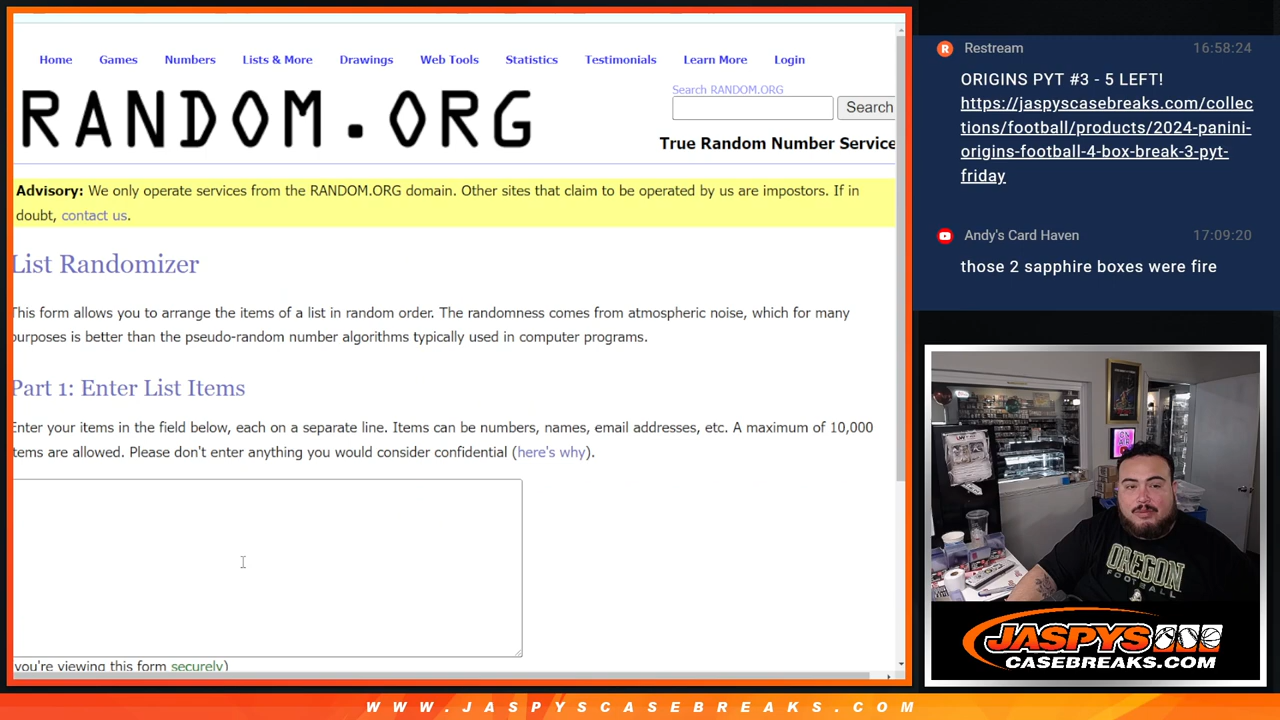 Home Games Numbers Lists & More Drawings Web Tools Statistics Testimonials Learn More Login
RANDOM.ORG
Search RANDOM.ORG
Search
True Random Number Service
Advisory: We only operate services from the RANDOM.ORG domain. Other sites that claim to be operated by us are impostors. If in
doubt, contact us.
List Randomizer
This form allows you to arrange the items of a list in random order. The randomness comes from atmospheric noise, which for many
purposes is better than the pseudo-random number algorithms typically used in computer programs.
Part 1: Enter List Items
Enter your items in the field below, each on a separate line. Items can be numbers, names, email addresses, etc. A maximum of 10,000
items are allowed. Please don't enter anything you would consider confidential (here's why).
you're viewing this form securely)
Restream 16:58:24
ORIGINS PYT #3 - 5 LEFT!
https://jaspyscasebreaks.com/collec
tions/football/products/2024-panini-
origins-football-4-box-break-3-pyt-
friday
Andy's Card Haven 17:09:20
those 2 sapphire boxes were fire
OREGON
FOOTBALL
JASPYS
CASEBREAKS.COM
WWW.JASPYSCASEBREAKS.COM